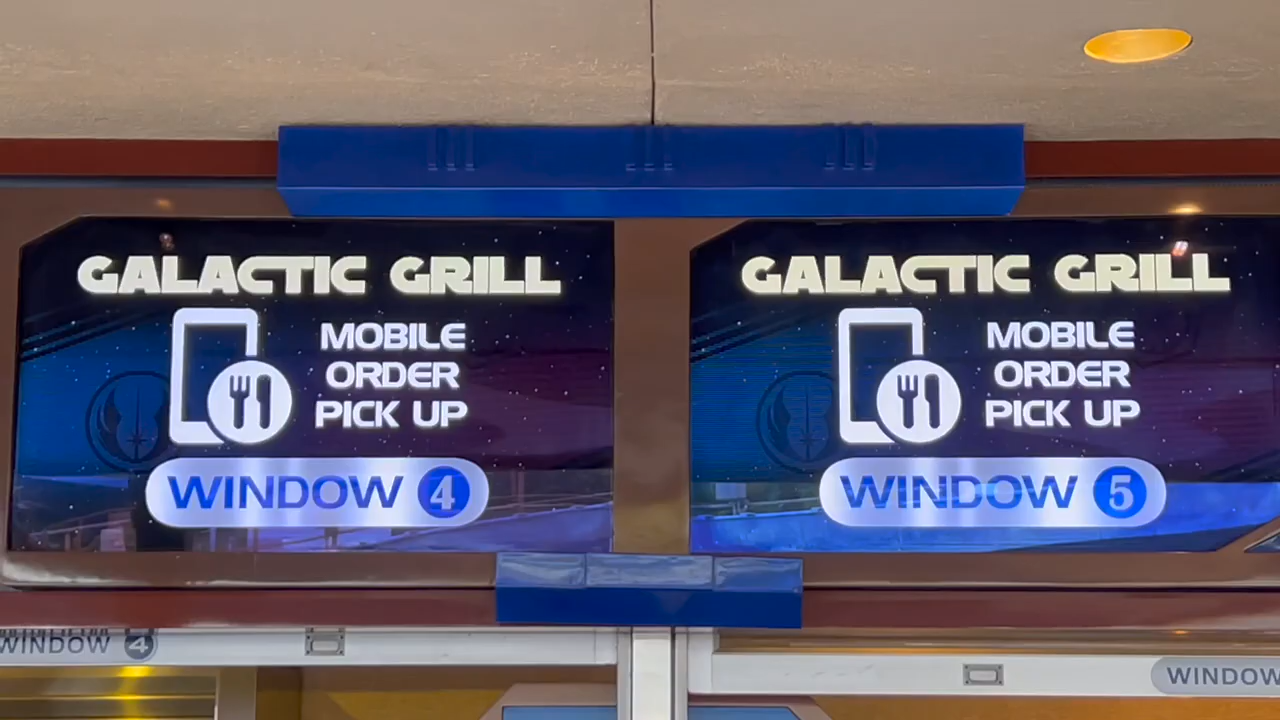 GALACTIC GRILL
MOBILE
ORDER
PICK UP
WINDOW 4
GALACTIC GRILL
MOBILE
ORDER
PICK UP
WINDOW 5
WINDOW 4
WINDOW